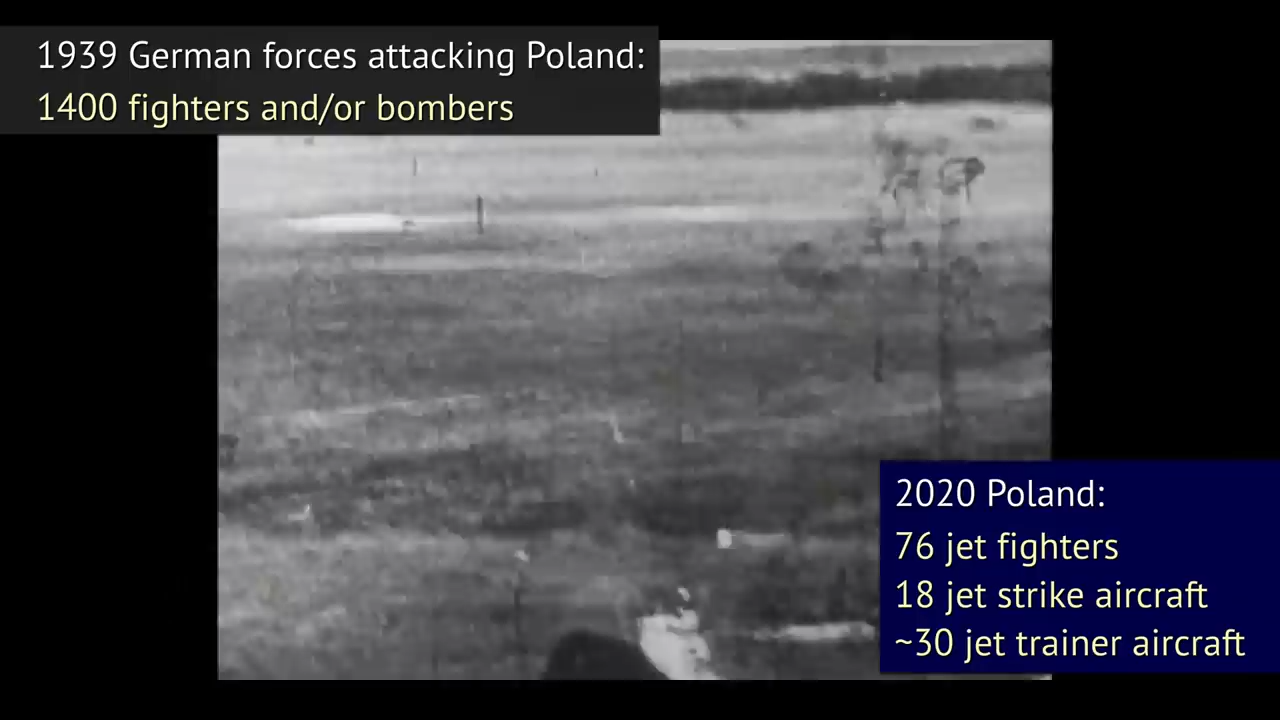 1939 German forces attacking Poland:
1400 fighters and/or bombers
2020 Poland:
76 jet fighters
18 jet strike aircraft
~30 jet trainer aircraft